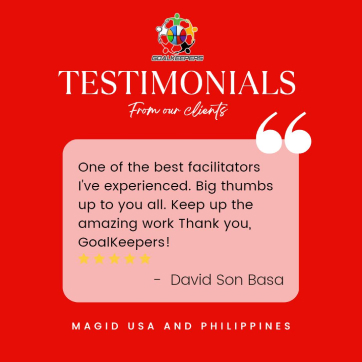 GOALKEEPERS
TESTIMONIALS
From our clients
One of the best facilitators
I've experienced. Big thumbs
up to you all. Keep up the
amazing work Thank you,
GoalKeepers!
- David Son Basa
MAGID USA AND PHILIPPINES